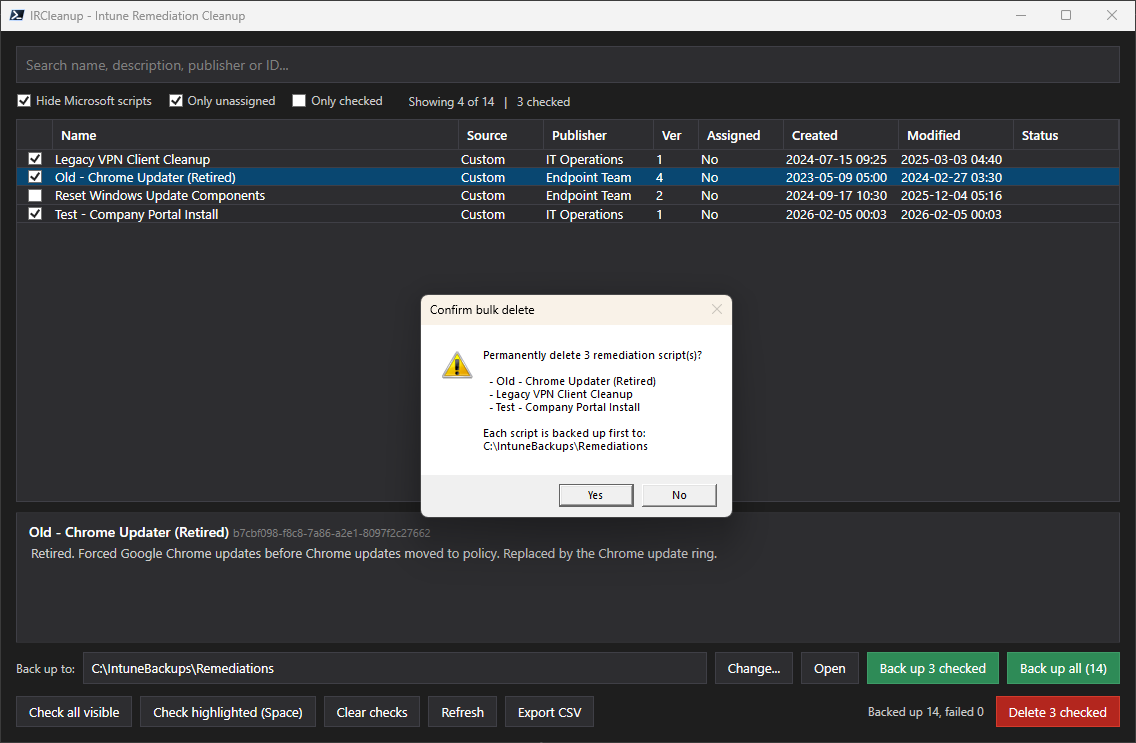 IRCleanup - Intune Remediation Cleanup
Search name, description, publisher or ID...
Hide Microsoft scripts Only unassigned Only checked Showing 4 of 14 | 3 checked
Name Source Publisher Ver Assigned Created Modified Status
Legacy VPN Client Cleanup Custom IT Operations 1 No 2024-07-15 09:25 2025-03-03 04:40
Old - Chrome Updater (Retired) Custom Endpoint Team 4 No 2023-05-09 05:00 2024-02-27 03:30
Reset Windows Update Components Custom Endpoint Team 2 No 2024-09-17 10:30 2025-12-04 05:16
Test - Company Portal Install Custom IT Operations 1 No 2026-02-05 00:03 2026-02-05 00:03
Confirm bulk delete
Permanently delete 3 remediation script(s)?
- Old - Chrome Updater (Retired)
- Legacy VPN Client Cleanup
- Test - Company Portal Install
Each script is backed up first to:
C:\IntuneBackups\Remediations
Yes No
Old - Chrome Updater (Retired) b7cbf098-f8c8-7a86-a2e1-8097f2c27662
Retired. Forced Google Chrome updates before Chrome updates moved to policy. Replaced by the Chrome update ring.
Back up to: C:\IntuneBackups\Remediations Change... Open Back up 3 checked Back up all (14)
Check all visible Check highlighted (Space) Clear checks Refresh Export CSV Backed up 14, failed 0 Delete 3 checked